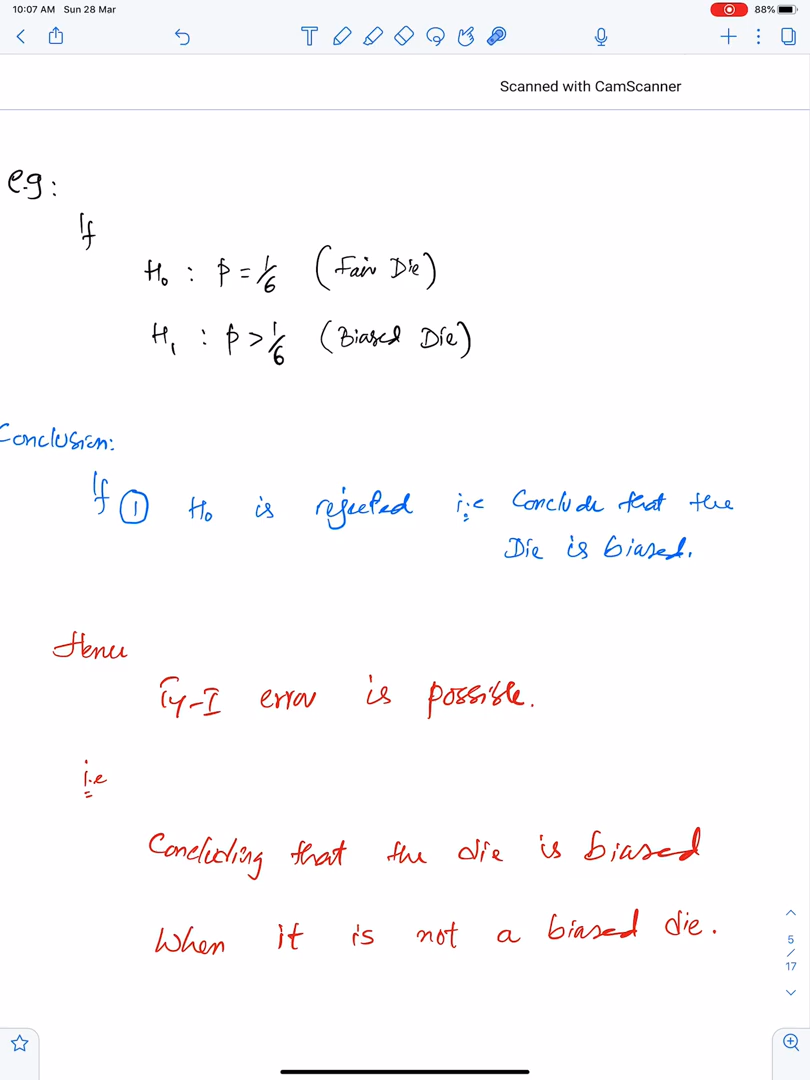 10:07 AM Sun 28 Mar
88%
Scanned with CamScanner
e.g:
If
H₀ : p = 1/6 (Fair Die)
H₁ : p > 1/6 (Biased Die)
Conclusion:
If ① H₀ is rejected i.e Conclude that the
Die is biased.
Hence
Ty-I error is possible.
i.e
Concluding that the die is biased
When it is not a biased die.
5
/
17